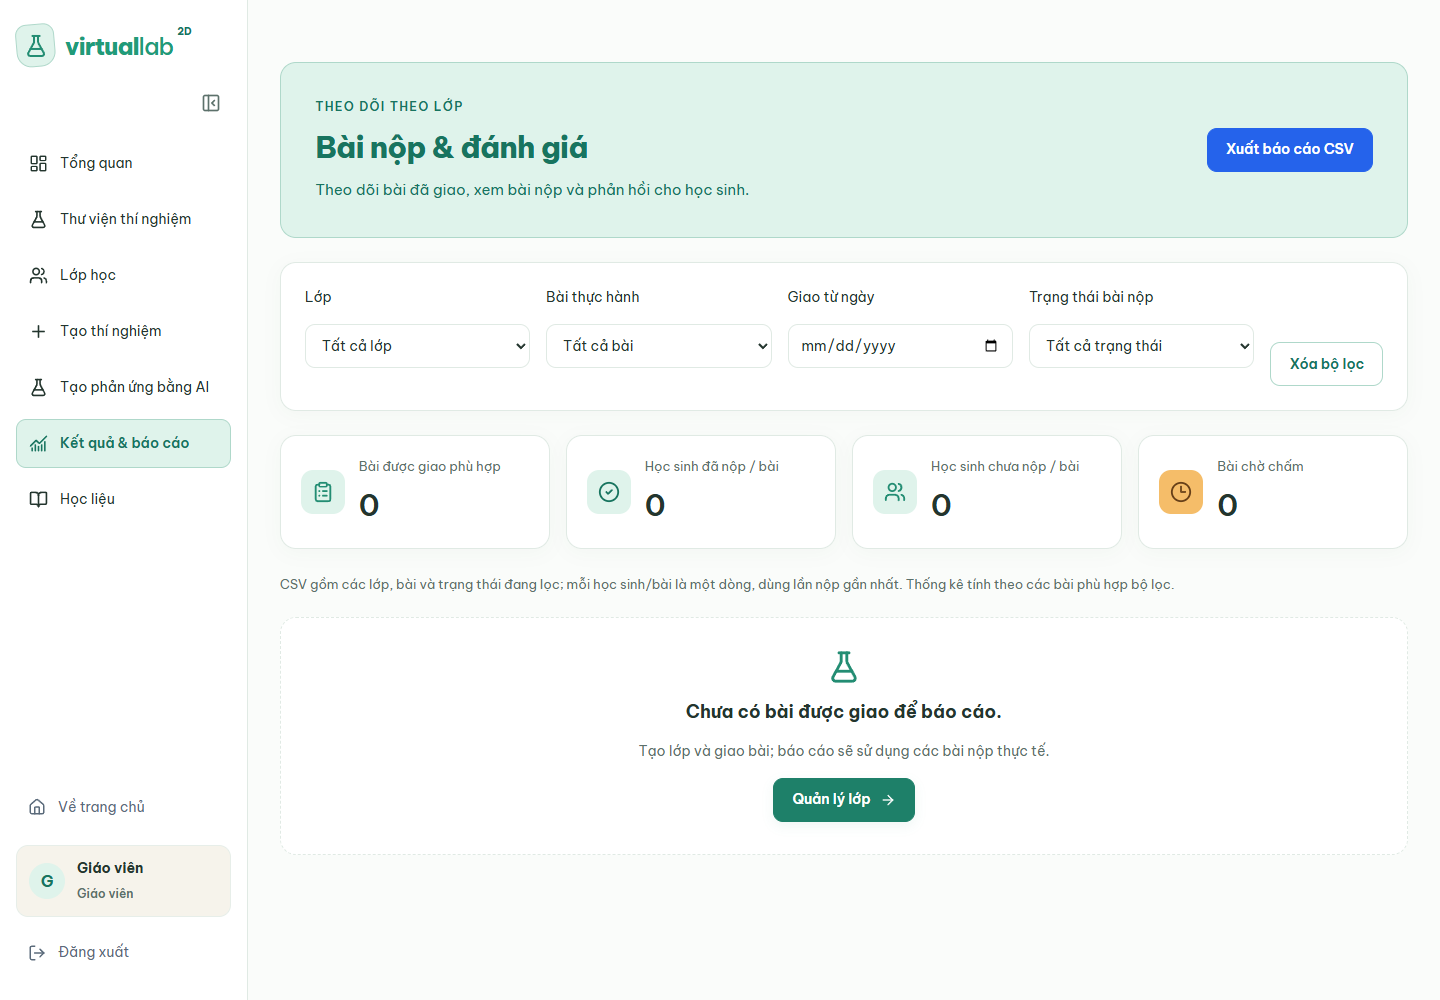 virtuallab 2D
Tổng quan
Thư viện thí nghiệm
Lớp học
Tạo thí nghiệm
Tạo phản ứng bằng AI
Kết quả & báo cáo
Học liệu
Về trang chủ
G
Giáo viên
Giáo viên
Đăng xuất
THEO DÕI THEO LỚP
Bài nộp & đánh giá
Theo dõi bài đã giao, xem bài nộp và phản hồi cho học sinh.
Xuất báo cáo CSV
Lớp
Tất cả lớp
Bài thực hành
Tất cả bài
Giao từ ngày
mm/dd/yyyy
Trạng thái bài nộp
Tất cả trạng thái
Xóa bộ lọc
Bài được giao phù hợp
0
Học sinh đã nộp / bài
0
Học sinh chưa nộp / bài
0
Bài chờ chấm
0
CSV gồm các lớp, bài và trạng thái đang lọc; mỗi học sinh/bài là một dòng, dùng lần nộp gần nhất. Thống kê tính theo các bài phù hợp bộ lọc.
Chưa có bài được giao để báo cáo.
Tạo lớp và giao bài; báo cáo sẽ sử dụng các bài nộp thực tế.
Quản lý lớp